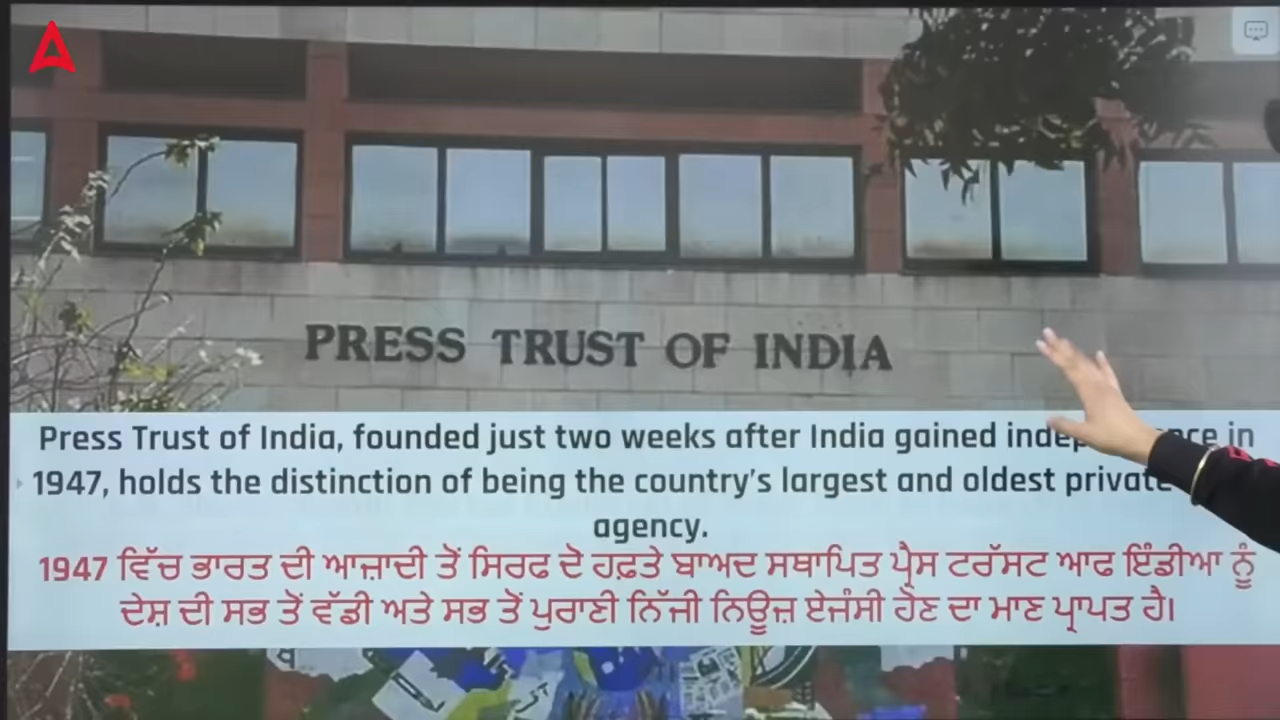 PRESS TRUST OF INDIA
Press Trust of India, founded just two weeks after India gained in
1947, holds the distinction of being the country's largest and oldest private
agency.
1947 ਵਿੱਚ ਭਾਰਤ ਦੀ ਆਜ਼ਾਦੀ ਤੋਂ ਸਿਰਫ ਦੋ ਹਫ਼ਤੇ ਬਾਅਦ ਸਥਾਪਿਤ ਪ੍ਰੈਸ ਟਰੱਸਟ ਆਫ ਇੰਡੀਆ ਨੂੰ
ਦੇਸ਼ ਦੀ ਸਭ ਤੋਂ ਵੱਡੀ ਅਤੇ ਸਭ ਤੋਂ ਪੁਰਾਣੀ ਨਿੱਜੀ ਨਿਊਜ਼ ਏਜੰਸੀ ਹੋਣ ਦਾ ਮਾਣ ਪ੍ਰਾਪਤ ਹੈ।